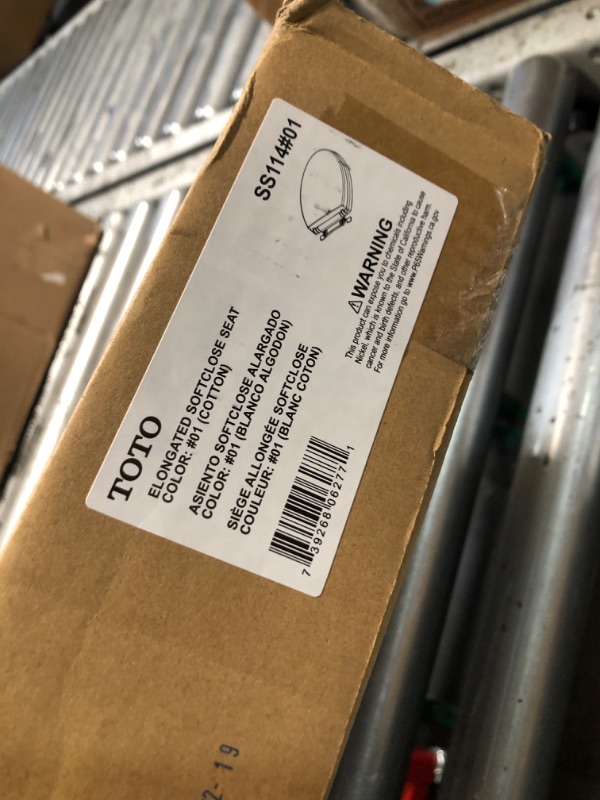 SS114#01
TOTO
ELONGATED SOFTCLOSE SEAT
COLOR: #01 (COTTON)
ASIENTO SOFTCLOSE ALARGADO
COLOR: #01 (BLANCO ALGODON)
SIÈGE ALLONGÉE SOFTCLOSE
COULEUR: #01 (BLANC COTON)
⚠WARNING
This product can expose you to chemicals including
Nickel, which is known to the State of California to cause
cancer and birth defects, and other reproductive harm.
For more information go to www.P65Warnings.ca.gov
7 39268 06277 1
2-19